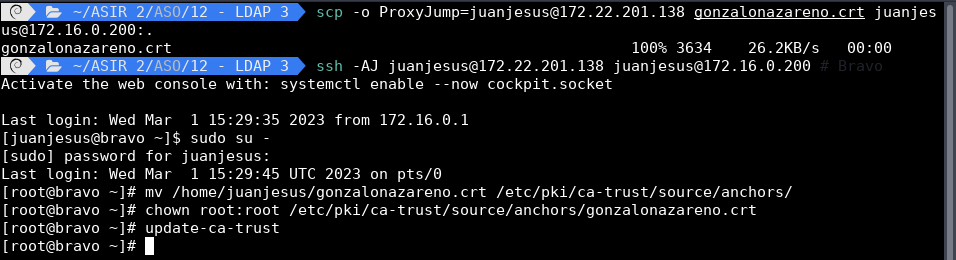 ~/ASIR 2/ASO/12 - LDAP 3 scp -o ProxyJump=juanjesus@172.22.201.138 gonzalonazareno.crt juanjes
us@172.16.0.200:.
gonzalonazareno.crt 100% 3634 26.2KB/s 00:00
~/ASIR 2/ASO/12 - LDAP 3 ssh -AJ juanjesus@172.22.201.138 juanjesus@172.16.0.200 # Bravo
Activate the web console with: systemctl enable --now cockpit.socket
Last login: Wed Mar  1 15:29:35 2023 from 172.16.0.1
[juanjesus@bravo ~]$ sudo su -
[sudo] password for juanjesus:
Last login: Wed Mar  1 15:29:45 UTC 2023 on pts/0
[root@bravo ~]# mv /home/juanjesus/gonzalonazareno.crt /etc/pki/ca-trust/source/anchors/
[root@bravo ~]# chown root:root /etc/pki/ca-trust/source/anchors/gonzalonazareno.crt
[root@bravo ~]# update-ca-trust
[root@bravo ~]#